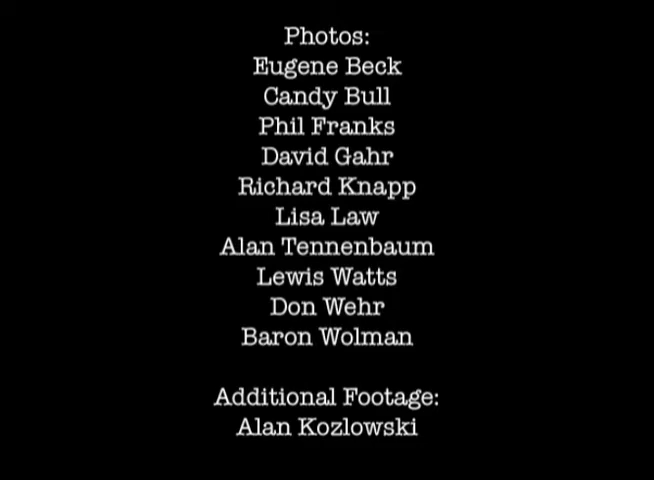 Photos:
Eugene Beck
Candy Bull
Phil Franks
David Gahr
Richard Knapp
Lisa Law
Alan Tennenbaum
Lewis Watts
Don Wehr
Baron Wolman
Additional Footage:
Alan Kozlowski